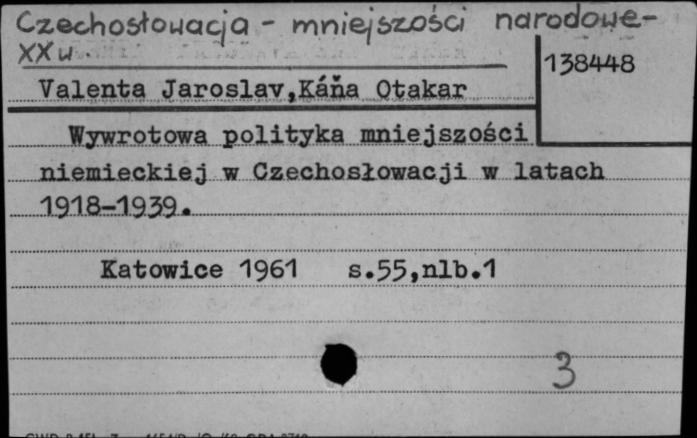 Czechosłowacja - mniejszości narodowe-
XX w.
138448
Valenta Jaroslav,Káňa Otakar
Wywrotowa polityka mniejszości
niemieckiej w Czechosłowacji w latach
1918-1939.
Katowice 1961 s.55,nlb.1
3